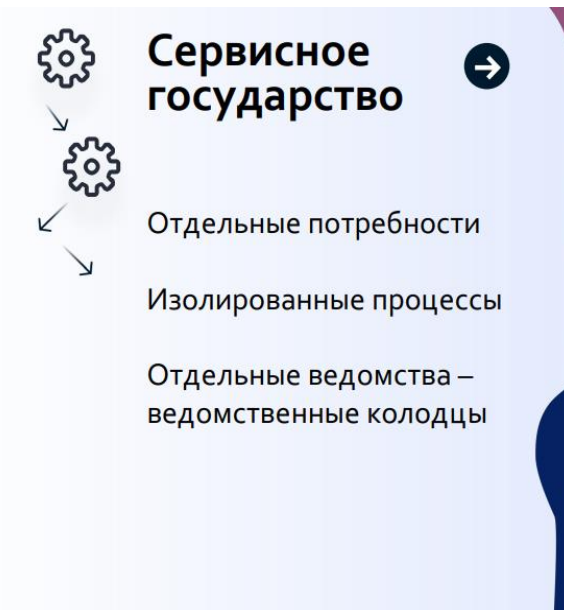 Сервисное
государство
Отдельные потребности
Изолированные процессы
Отдельные ведомства –
ведомственные колодцы